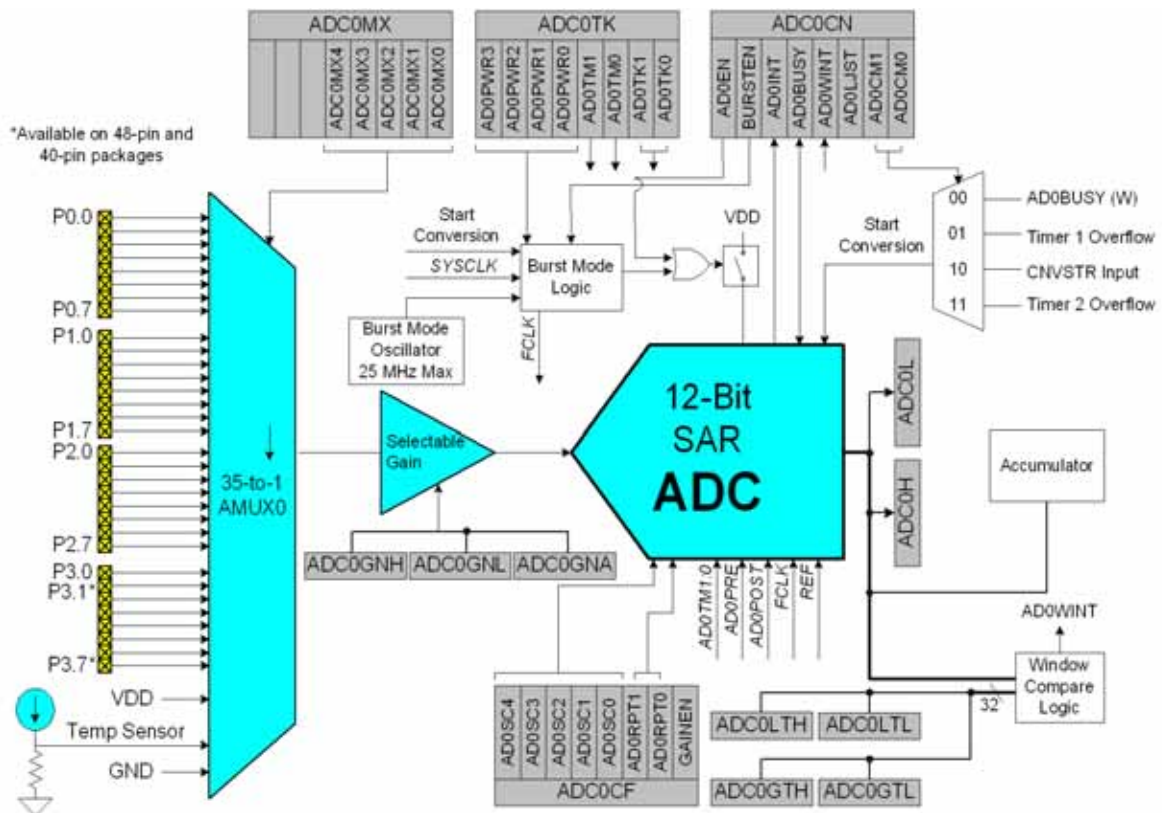 ADC0MX
ADC0MX4
ADC0MX3
ADC0MX2
ADC0MX1
ADC0MX0
ADC0TK
AD0PWR3
AD0PWR2
AD0PWR1
AD0PWR0
AD0TM1
AD0TM0
AD0TK1
AD0TK0
ADC0CN
AD0EN
BURSTEN
AD0INT
AD0BUSY
AD0WINT
AD0LJST
AD0CM1
AD0CM0
*Available on 48-pin and
40-pin packages
P0.0
P0.7
P1.0
P1.7
P2.0
P2.7
P3.0
P3.1*
P3.7*
VDD
Temp Sensor
GND
35-to-1
AMUX0
Start
Conversion
SYSCLK
Burst Mode
Logic
Burst Mode
Oscillator
25 MHz Max
FCLK
VDD
Start
Conversion
00
01
10
11
AD0BUSY (W)
Timer 1 Overflow
CNVSTR Input
Timer 2 Overflow
Selectable
Gain
ADC0GNH
ADC0GNL
ADC0GNA
12-Bit
SAR
ADC
ADC0L
ADC0H
Accumulator
AD0TM1:0
AD0PRE
AD0POST
FCLK
REF
AD0WINT
Window
Compare
Logic
32
AD0SC4
AD0SC3
AD0SC2
AD0SC1
AD0SC0
AD0RPT1
AD0RPT0
GAINEN
ADC0CF
ADC0LTH
ADC0LTL
ADC0GTH
ADC0GTL